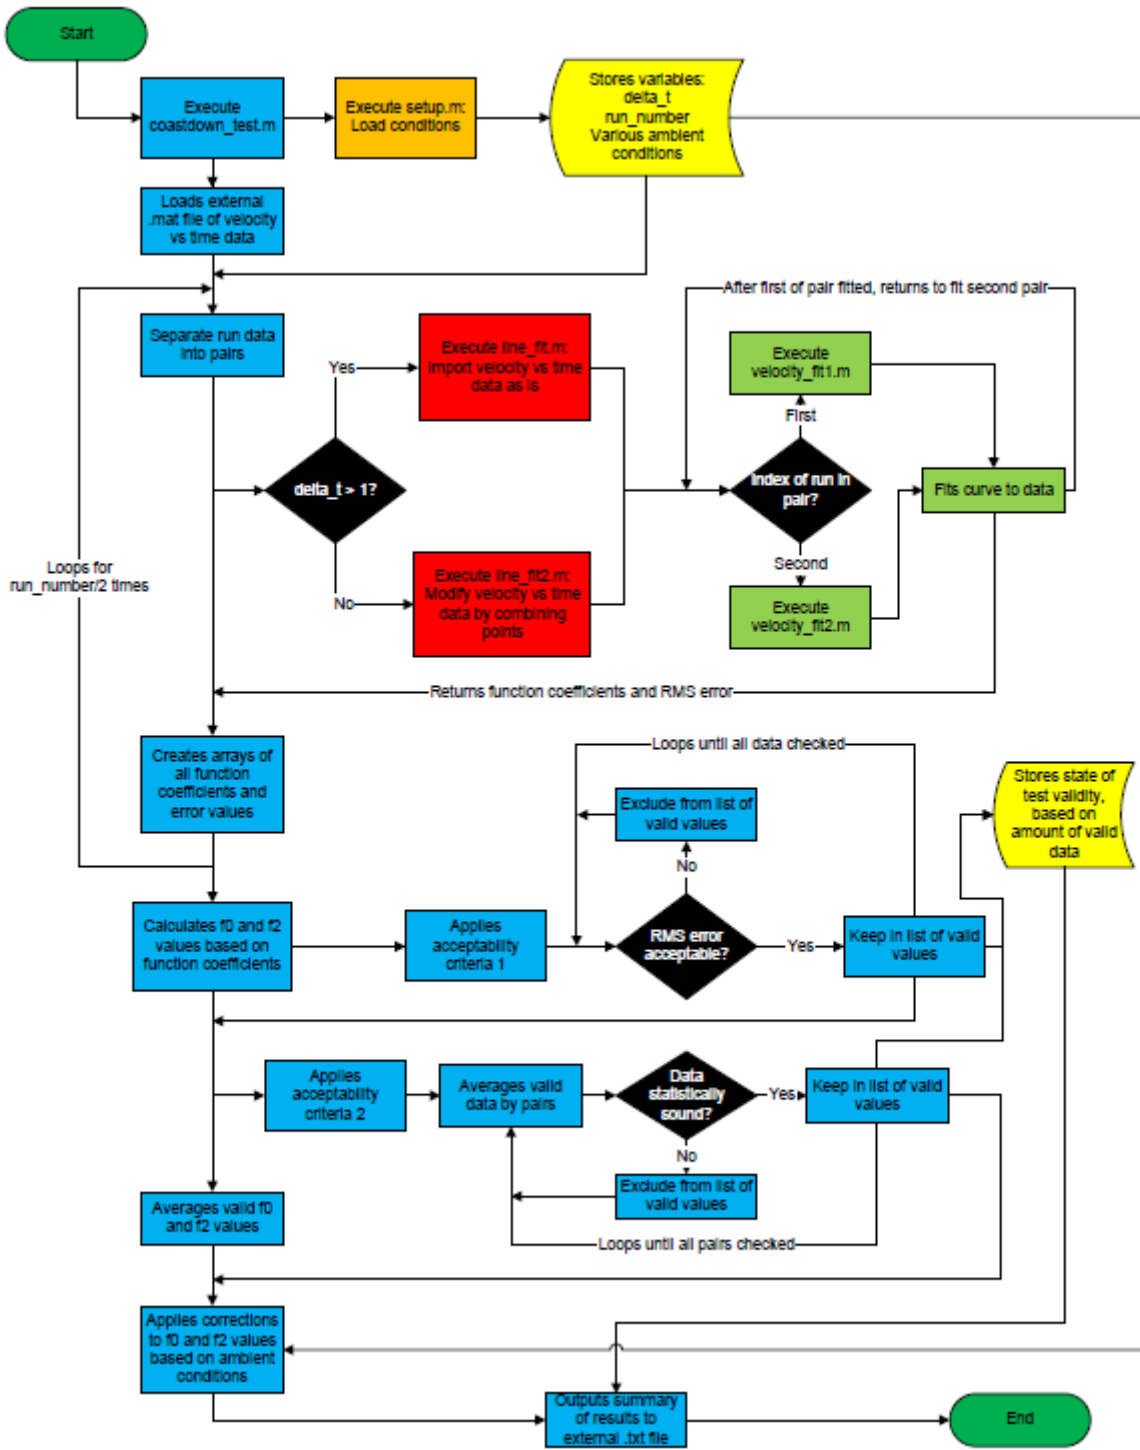 Start
Execute
coastdown_test.m
Execute setup.m:
Load conditions
Stores variables:
delta_t
run_number
Various ambient
conditions
Loads external
.mat file of velocity
vs time data
After first of pair fitted, returns to fit second pair
Separate run data
into pairs
Yes
Execute line_fit.m:
Import velocity vs time
data as is
Execute
velocity_fit1.m
First
delta_t > 1?
Index of run in
pair?
Fits curve to data
Loops for
run_number/2 times
No
Execute line_fit2.m:
Modify velocity vs time
data by combining
points
Second
Execute
velocity_fit2.m
Returns function coefficients and RMS error
Creates arrays of
all function
coefficients and
error values
Loops until all data checked
Exclude from list of
valid values
No
Stores state of
test validity,
based on
amount of valid
data
Calculates f0 and f2
values based on
function coefficients
Applies
acceptability
criteria 1
RMS error
acceptable?
Yes
Keep in list of valid
values
Applies
acceptability
criteria 2
Averages valid
data by pairs
Data
statistically
sound?
Yes
Keep in list of valid
values
No
Exclude from list of
valid values
Loops until all pairs checked
Averages valid f0
and f2 values
Applies corrections
to f0 and f2 values
based on ambient
conditions
Outputs summary
of results to
external .txt file
End